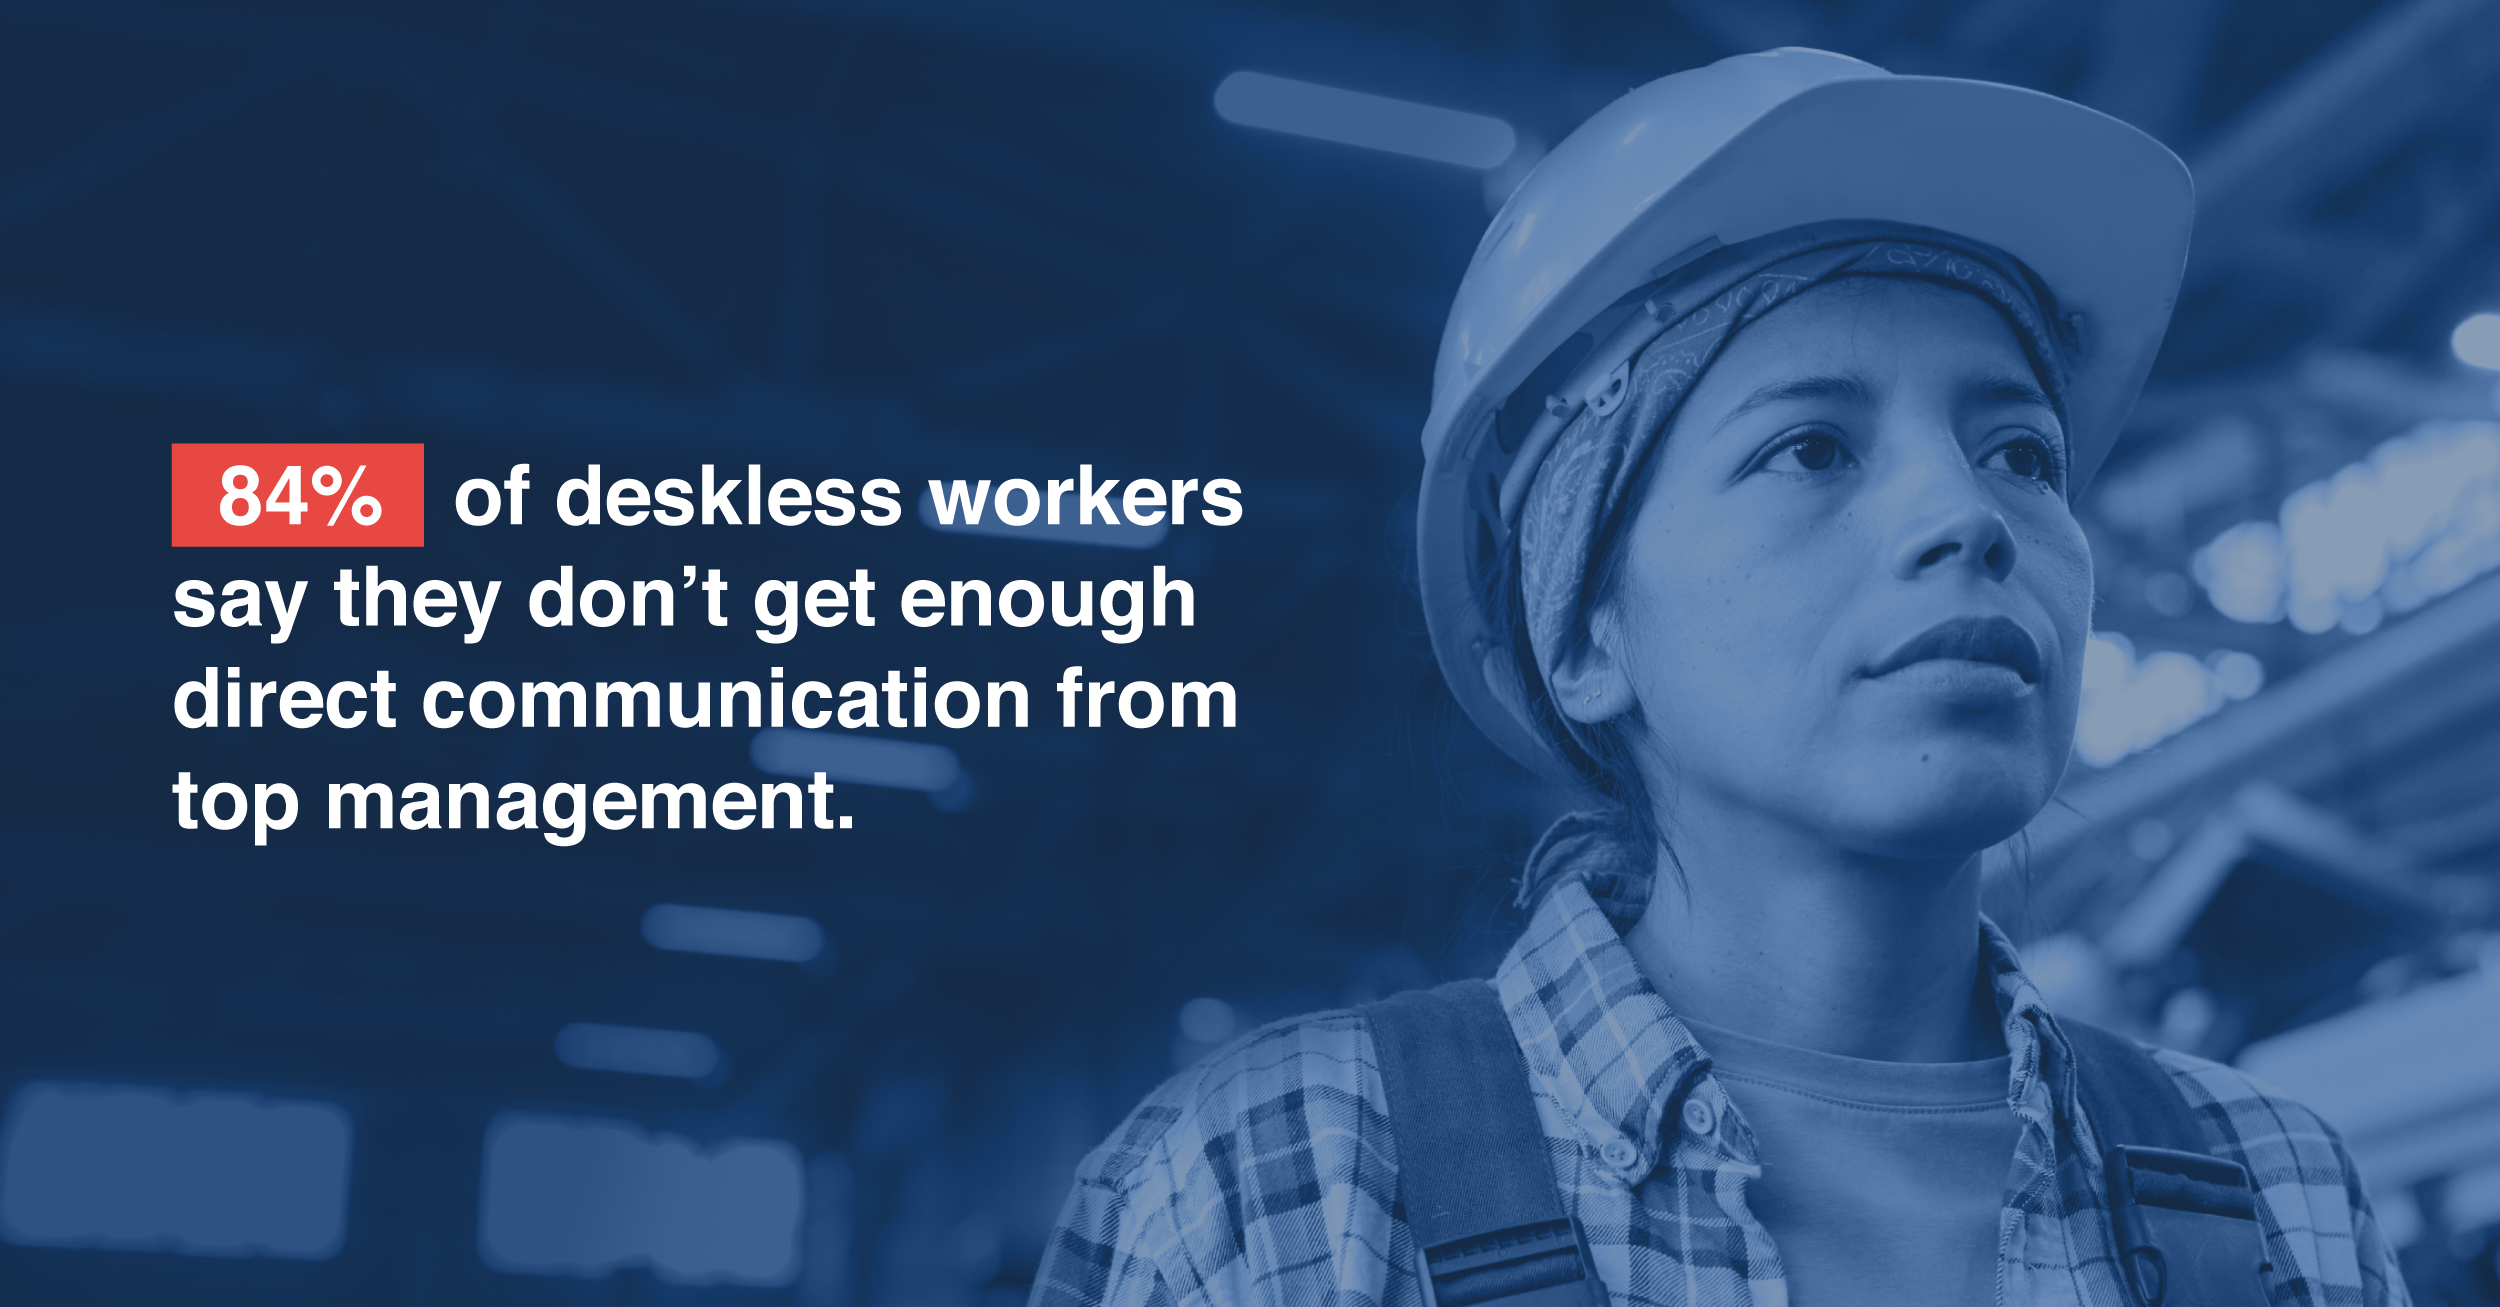 84% of deskless workers
say they don’t get enough
direct communication from
top management.